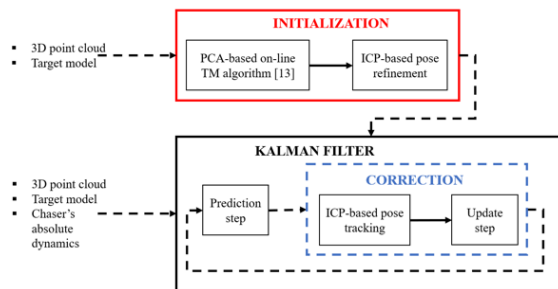 INITIALIZATION
▪ 3D point cloud
▪ Target model
PCA-based on-line
TM algorithm [13]
ICP-based pose
refinement
KALMAN FILTER
▪ 3D point cloud
▪ Target model
▪ Chaser's
absolute
dynamics
Prediction
step
CORRECTION
ICP-based pose
tracking
Update
step